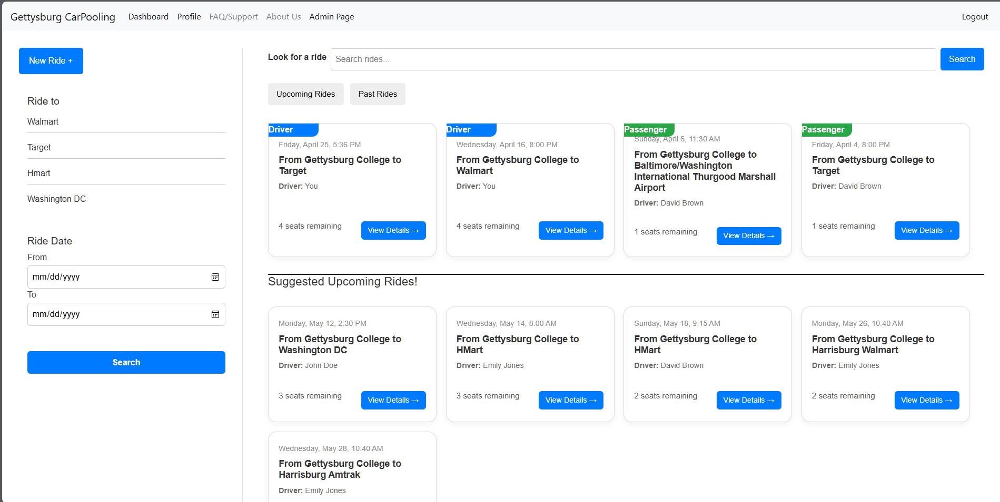 Gettysburg CarPooling Dashboard Profile FAQ/Support About Us Admin Page Logout
New Ride +
Ride to
Walmart
Target
Hmart
Washington DC
Ride Date
From
mm/dd/yyyy
To
mm/dd/yyyy
Search
Look for a ride Search rides... Search
Upcoming Rides Past Rides
Driver
Friday, April 25, 5:36 PM
From Gettysburg College to
Target
Driver: You
4 seats remaining View Details →
Driver
Wednesday, April 16, 8:00 PM
From Gettysburg College to
Walmart
Driver: You
4 seats remaining View Details →
Passenger
Sunday, April 6, 11:30 AM
From Gettysburg College to
Baltimore/Washington
International Thurgood Marshall
Airport
Driver: David Brown
1 seats remaining View Details →
Passenger
Friday, April 4, 8:00 PM
From Gettysburg College to
Target
Driver: David Brown
1 seats remaining View Details →
Suggested Upcoming Rides!
Monday, May 12, 2:30 PM
From Gettysburg College to
Washington DC
Driver: John Doe
3 seats remaining View Details →
Wednesday, May 14, 8:00 AM
From Gettysburg College to
HMart
Driver: Emily Jones
3 seats remaining View Details →
Sunday, May 18, 9:15 AM
From Gettysburg College to
HMart
Driver: David Brown
2 seats remaining View Details →
Monday, May 26, 10:40 AM
From Gettysburg College to
Harrisburg Walmart
Driver: Emily Jones
2 seats remaining View Details →
Wednesday, May 28, 10:40 AM
From Gettysburg College to
Harrisburg Amtrak
Driver: Emily Jones